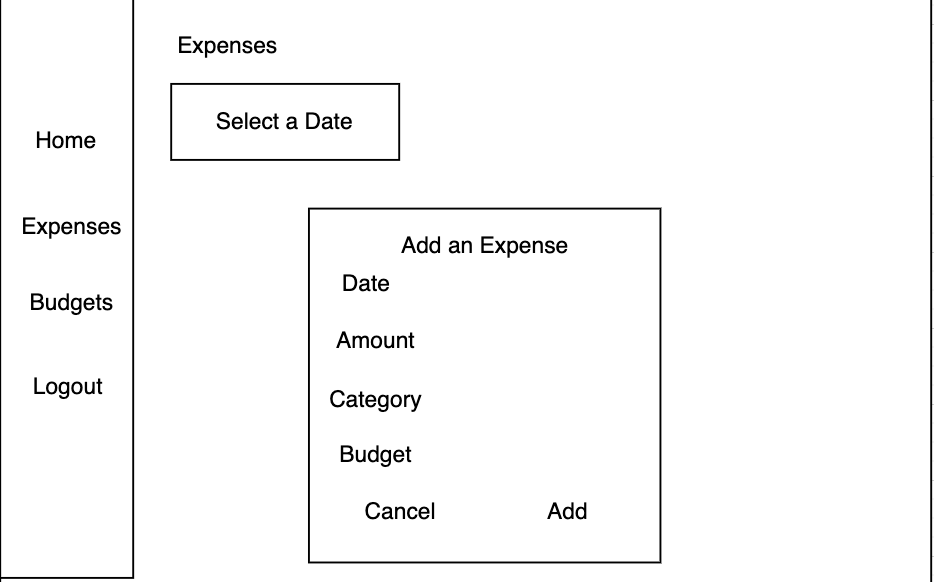 Home
Expenses
Budgets
Logout
Expenses
Select a Date
Add an Expense
Date
Amount
Category
Budget
Cancel
Add